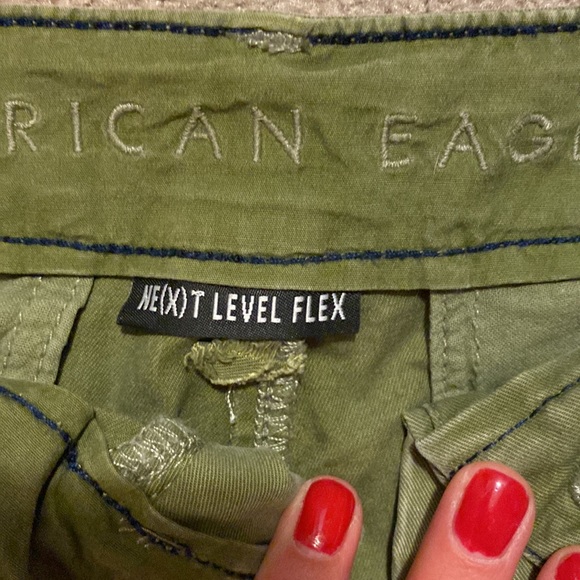 RICAN EAG
NE(X)T LEVEL FLEX